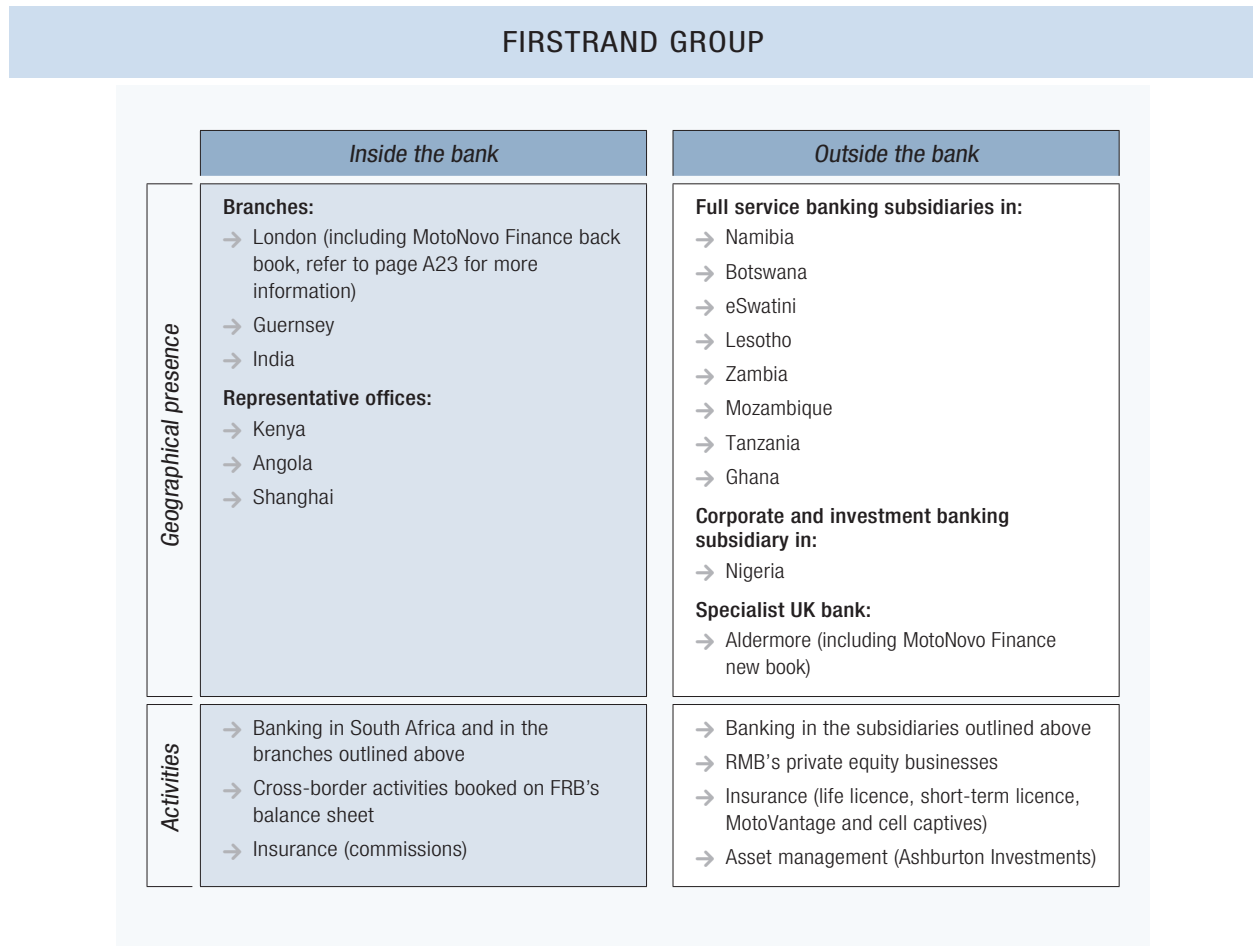 FIRSTRAND GROUP
Inside the bank
Outside the bank
Geographical presence
Branches:
→ London (including MotoNovo Finance back
book, refer to page A23 for more
information)
→ Guernsey
→ India
Representative offices:
→ Kenya
→ Angola
→ Shanghai
Full service banking subsidiaries in:
→ Namibia
→ Botswana
→ eSwatini
→ Lesotho
→ Zambia
→ Mozambique
→ Tanzania
→ Ghana
Corporate and investment banking
subsidiary in:
→ Nigeria
Specialist UK bank:
→ Aldermore (including MotoNovo Finance
new book)
Activities
→ Banking in South Africa and in the
branches outlined above
→ Cross-border activities booked on FRB’s
balance sheet
→ Insurance (commissions)
→ Banking in the subsidiaries outlined above
→ RMB’s private equity businesses
→ Insurance (life licence, short-term licence,
MotoVantage and cell captives)
→ Asset management (Ashburton Investments)